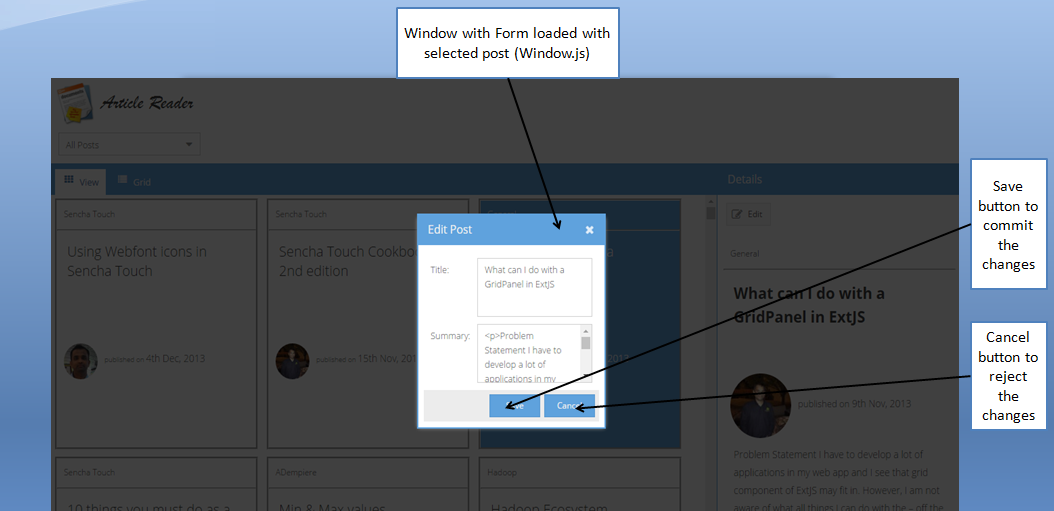 Window with Form loaded with
selected post (Window.js)
Article Reader
All Posts
View
Grid
Details
Sencha Touch
Using Webfont Icons in
Sencha Touch
published on 4th Dec, 2013
Sencha Touch
Sencha Touch Cookbo
2nd edition
published on 15th Nov, 201
2013
Edit Post
Title:
What can I do with a
GridPanel in ExtJS
Summary:
<p>Problem
Statement I have to
develop a lot of
applications in my
Save
Cancel
Edit
General
What can I do with a
GridPanel in ExtJS
published on 9th Nov, 2013
Problem Statement I have to develop a lot of
applications in my web app and I see that grid
component of ExtJS may fit in. However, I am not
aware of what all things I can do with the – off the
Save
button to
commit
the
changes
Cancel
button to
reject
the
changes
Sencha Touch
10 things you must do as a
ADempiere
Min & Max values
Hadoop
Hadoop Ecosystem